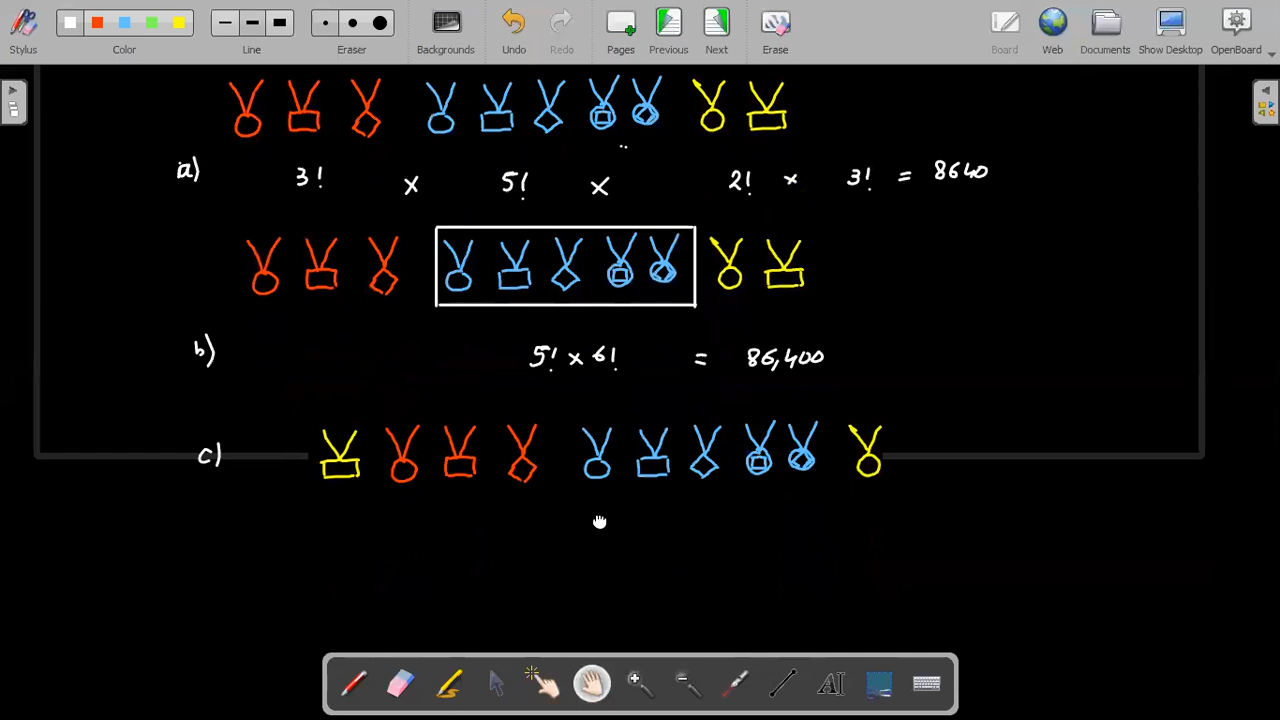 Stylus Color Line Eraser Backgrounds Undo Redo Pages Previous Next Erase Board Web Documents Show Desktop OpenBoard
a) 3! × 5! × 2! × 3! = 8640
b) 5! × 6! = 86,400
c)
AI